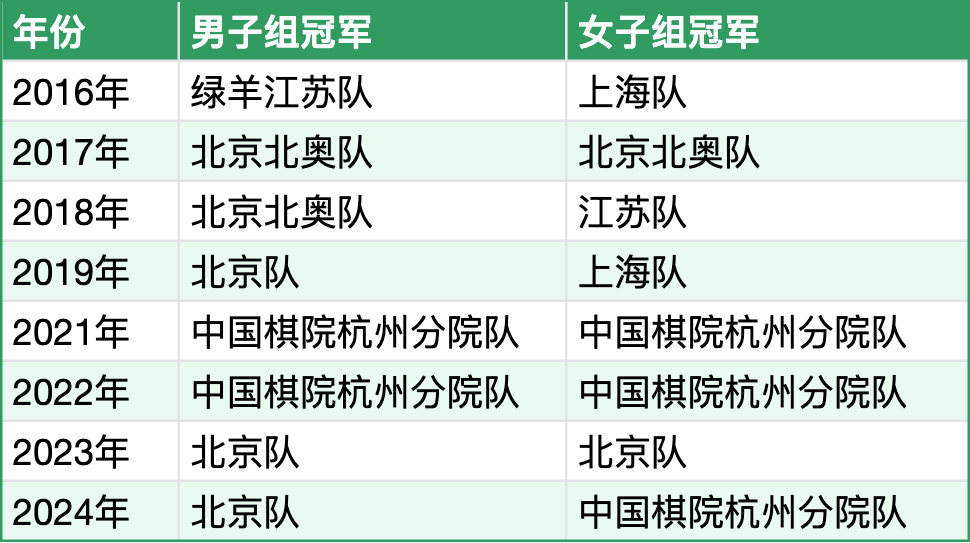 年份 男子组冠军 女子组冠军
2016年 绿羊江苏队 上海队
2017年 北京北奥队 北京北奥队
2018年 北京北奥队 江苏队
2019年 北京队 上海队
2021年 中国棋院杭州分院队 中国棋院杭州分院队
2022年 中国棋院杭州分院队 中国棋院杭州分院队
2023年 北京队 北京队
2024年 北京队 中国棋院杭州分院队